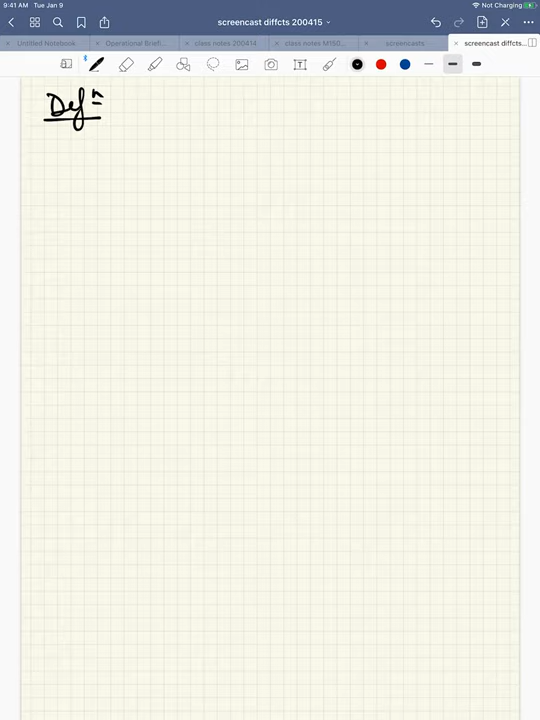 9:41 AM Tue Jan 9
Not Charging
screencast diffcts 200415
Untitled Notebook
Operational Briefi...
class notes 200414
class notes M150...
screencasts
screencast diffcts...
T
Defⁿ